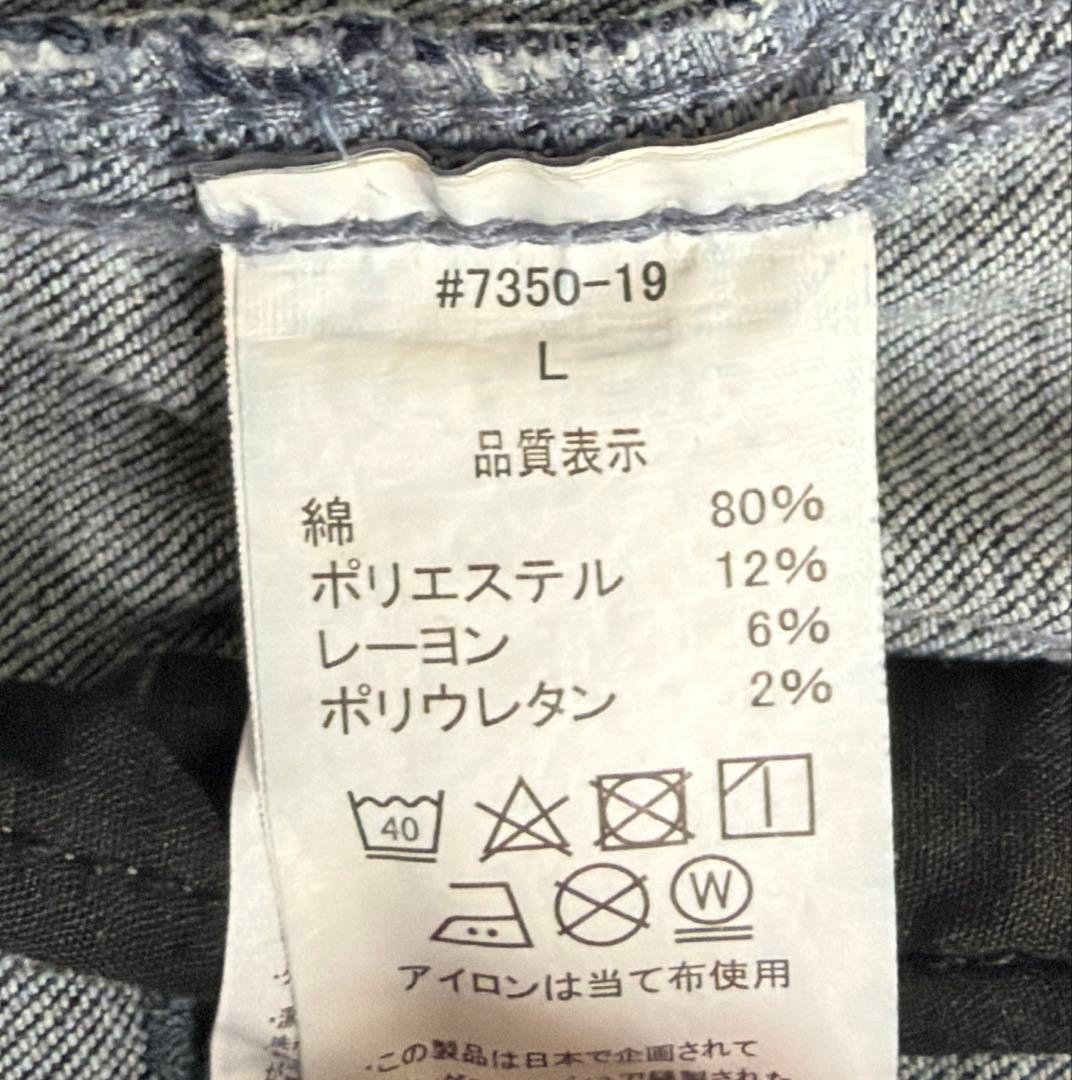 #7350-19
L
品質表示
綿 80%
ポリエステル 12%
レーヨン 6%
ポリウレタン 2%
40
W
アイロンは当て布使用
・この製品は日本で企画されて